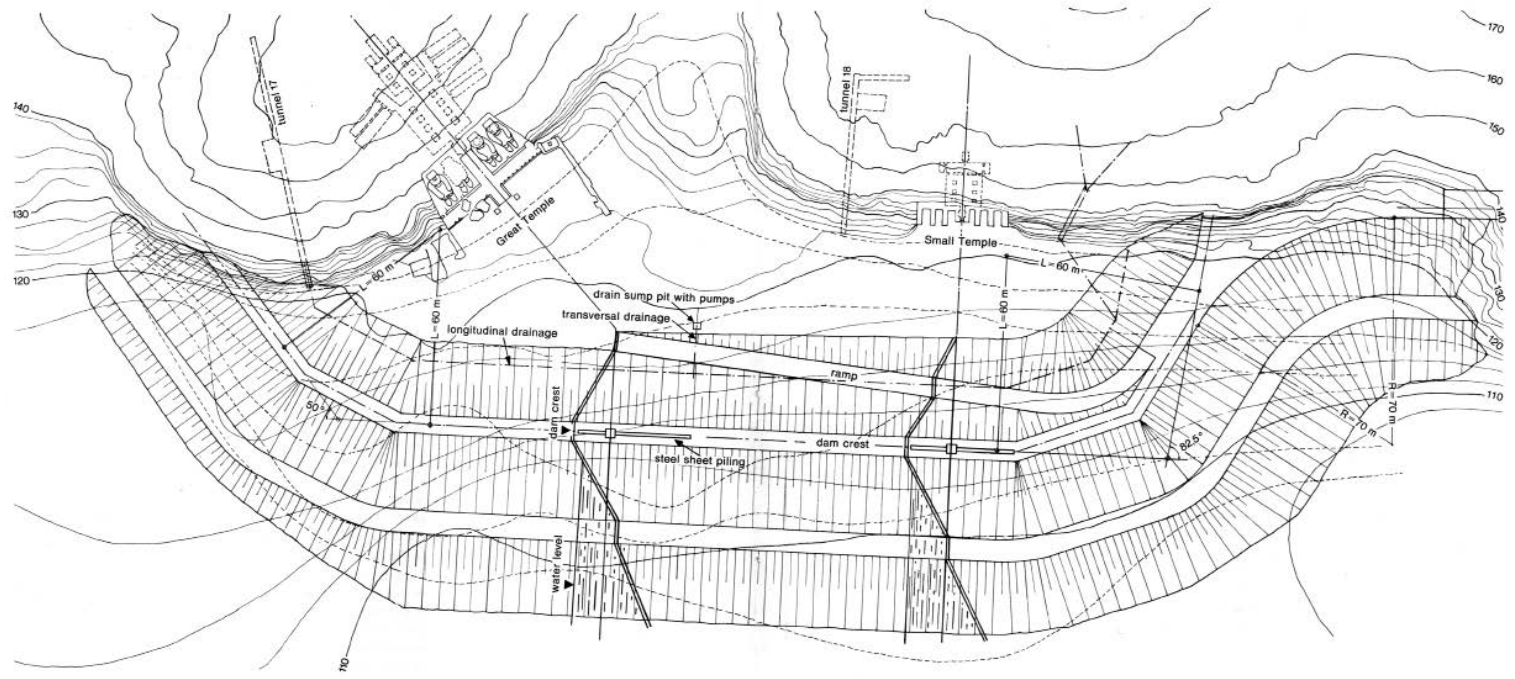 170
160
150
140
140
130
120
tunnel 17
tunnel 18
Great Temple
Small Temple
L=60 m
L=60 m
L=60 m
L=60 m
drain sump pit with pumps
transversal drainage
longitudinal drainage
ramp
130
120
110
R=70 m
R=70 m
50°
82.5°
dam crest
dam crest
steel sheet piling
water level
110